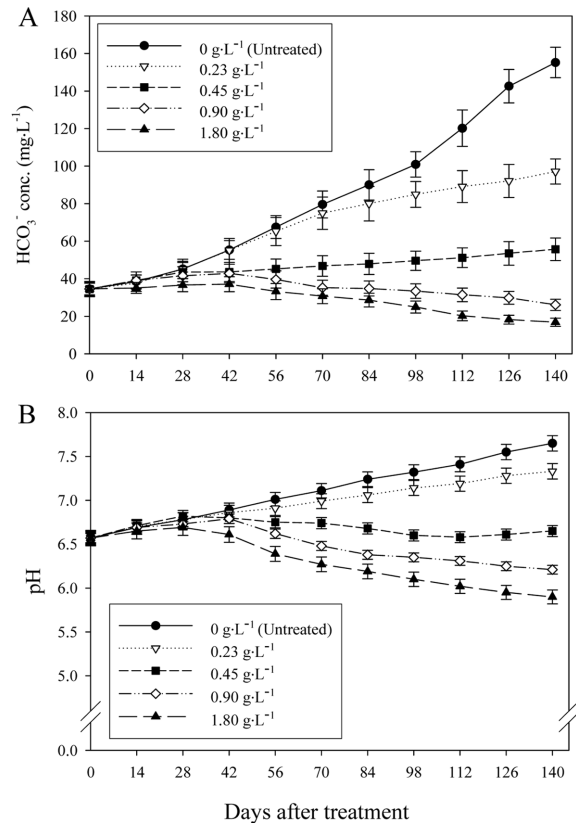 A
HCO₃⁻ conc. (mg·L⁻¹)
180
160
140
120
100
80
60
40
20
0
0 g·L⁻¹ (Untreated)
0.23 g·L⁻¹
0.45 g·L⁻¹
0.90 g·L⁻¹
1.80 g·L⁻¹
0 14 28 42 56 70 84 98 112 126 140
B
pH
8.0
7.5
7.0
6.5
6.0
5.5
5.0
0.0
0 g·L⁻¹ (Untreated)
0.23 g·L⁻¹
0.45 g·L⁻¹
0.90 g·L⁻¹
1.80 g·L⁻¹
0 14 28 42 56 70 84 98 112 126 140
Days after treatment